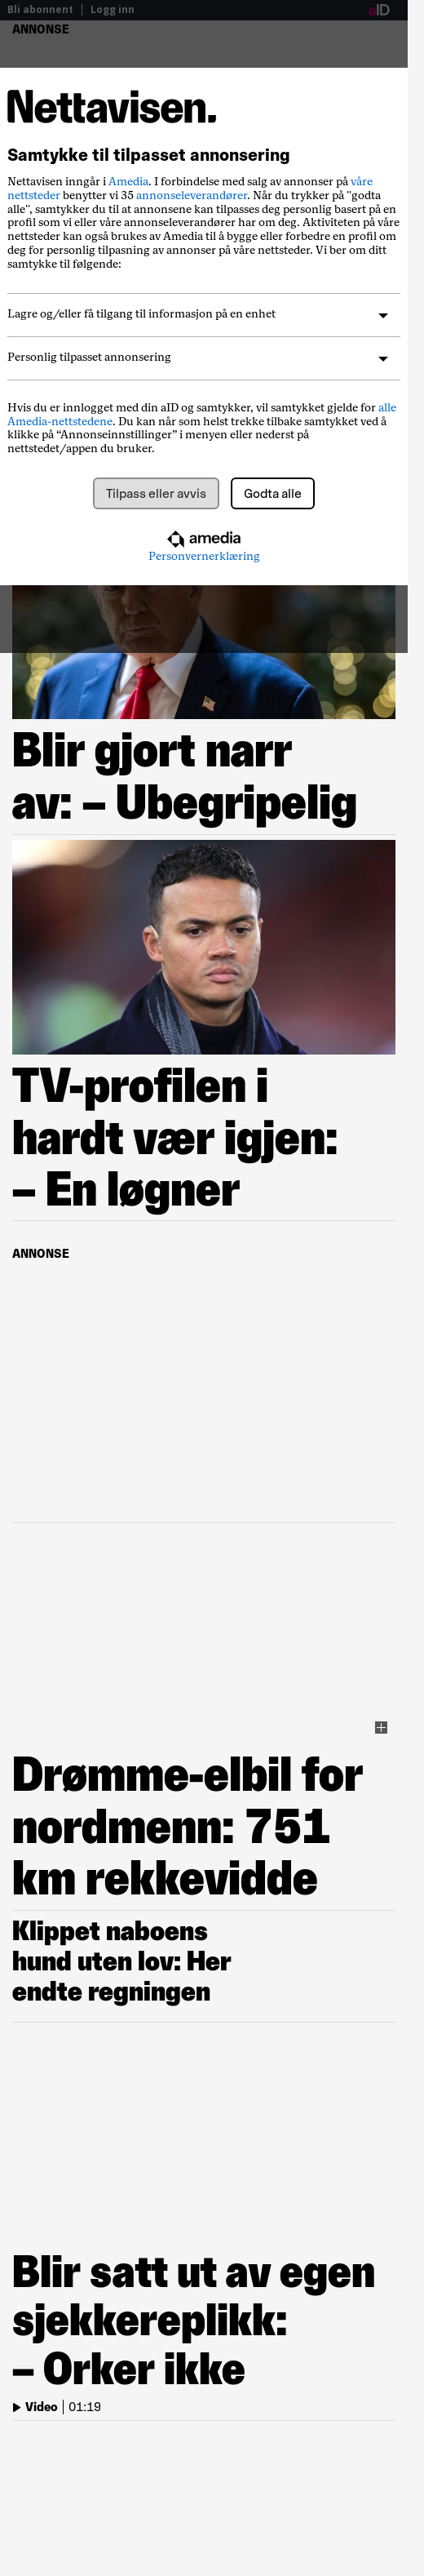 Bli abonnent | Logg inn
aID
ANNONSE
Nettavisen.
Samtykke til tilpasset annonsering
Nettavisen inngår i Amedia. I forbindelse med salg av annonser på våre
nettsteder benytter vi 35 annonseleverandører. Når du trykker på "godta
alle", samtykker du til at annonsene kan tilpasses deg personlig basert på en
profil som vi eller våre annonseleverandører har om deg. Aktiviteten på våre
nettsteder kan også brukes av Amedia til å bygge eller forbedre en profil om
deg for personlig tilpasning av annonser på våre nettsteder. Vi ber om ditt
samtykke til følgende:
Lagre og/eller få tilgang til informasjon på en enhet
Personlig tilpasset annonsering
Hvis du er innlogget med din aID og samtykker, vil samtykket gjelde for alle
Amedia-nettstedene. Du kan når som helst trekke tilbake samtykket ved å
klikke på “Annonseinnstillinger” i menyen eller nederst på
nettstedet/appen du bruker.
Tilpass eller avvis
Godta alle
amedia
Personvernerklæring
Blir gjort narr
av: – Ubegripelig
TV-profilen i
hardt vær igjen:
– En løgner
ANNONSE
Drømme-elbil for
nordmenn: 751
km rekkevidde
Klippet naboens
hund uten lov: Her
endte regningen
Blir satt ut av egen
sjekkereplikk:
– Orker ikke
Video | 01:19